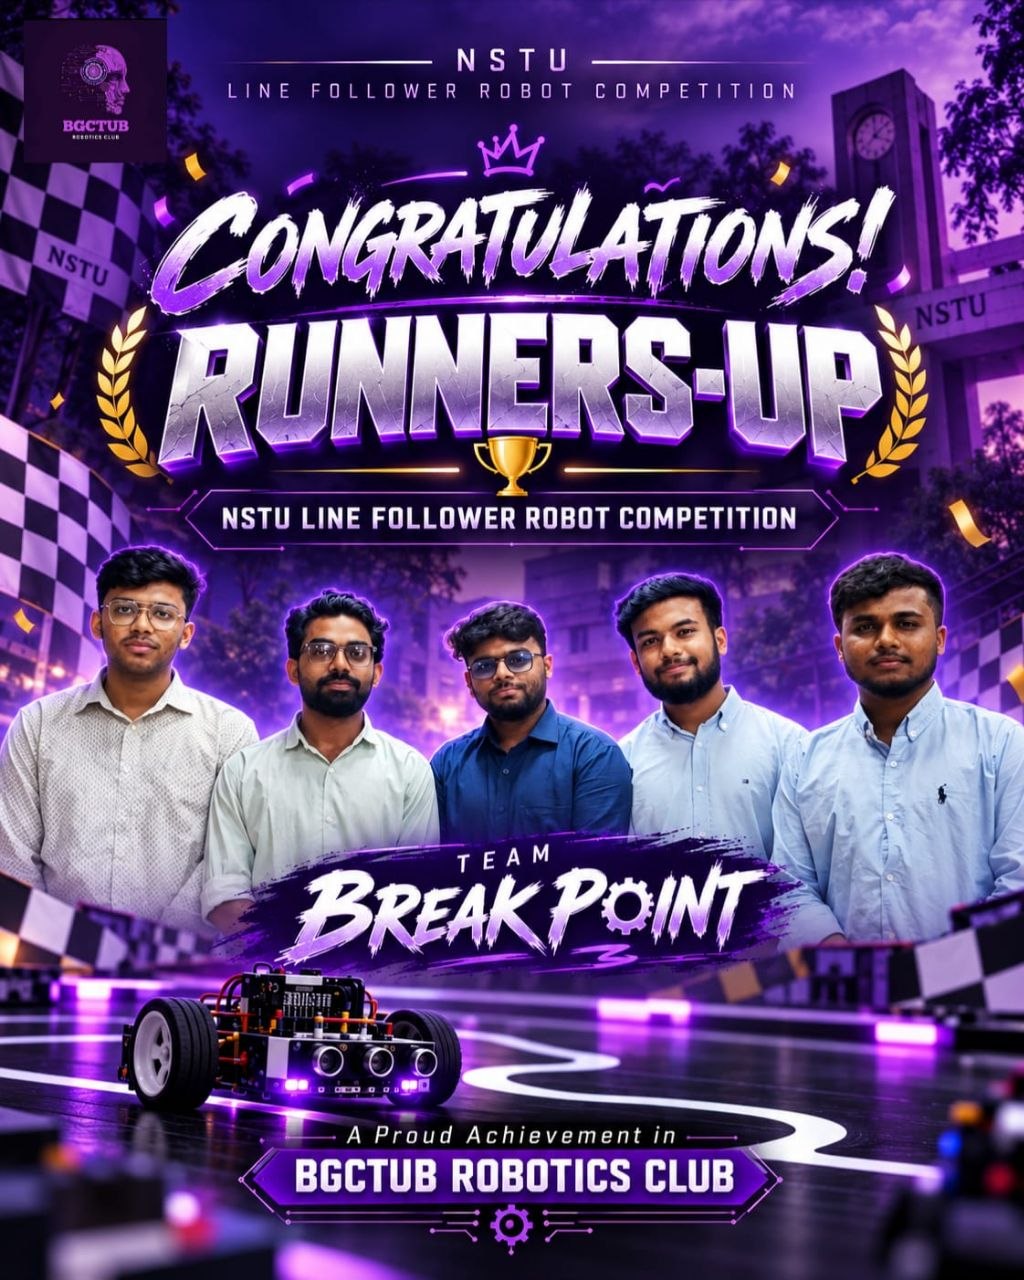 BGCTUB
ROBOTICS CLUB
NSTU
LINE FOLLOWER ROBOT COMPETITION
CONGRATULATIONS!
RUNNERS-UP
NSTU LINE FOLLOWER ROBOT COMPETITION
NSTU
NSTU
TEAM
BREAK POINT
A Proud Achievement in
BGCTUB ROBOTICS CLUB